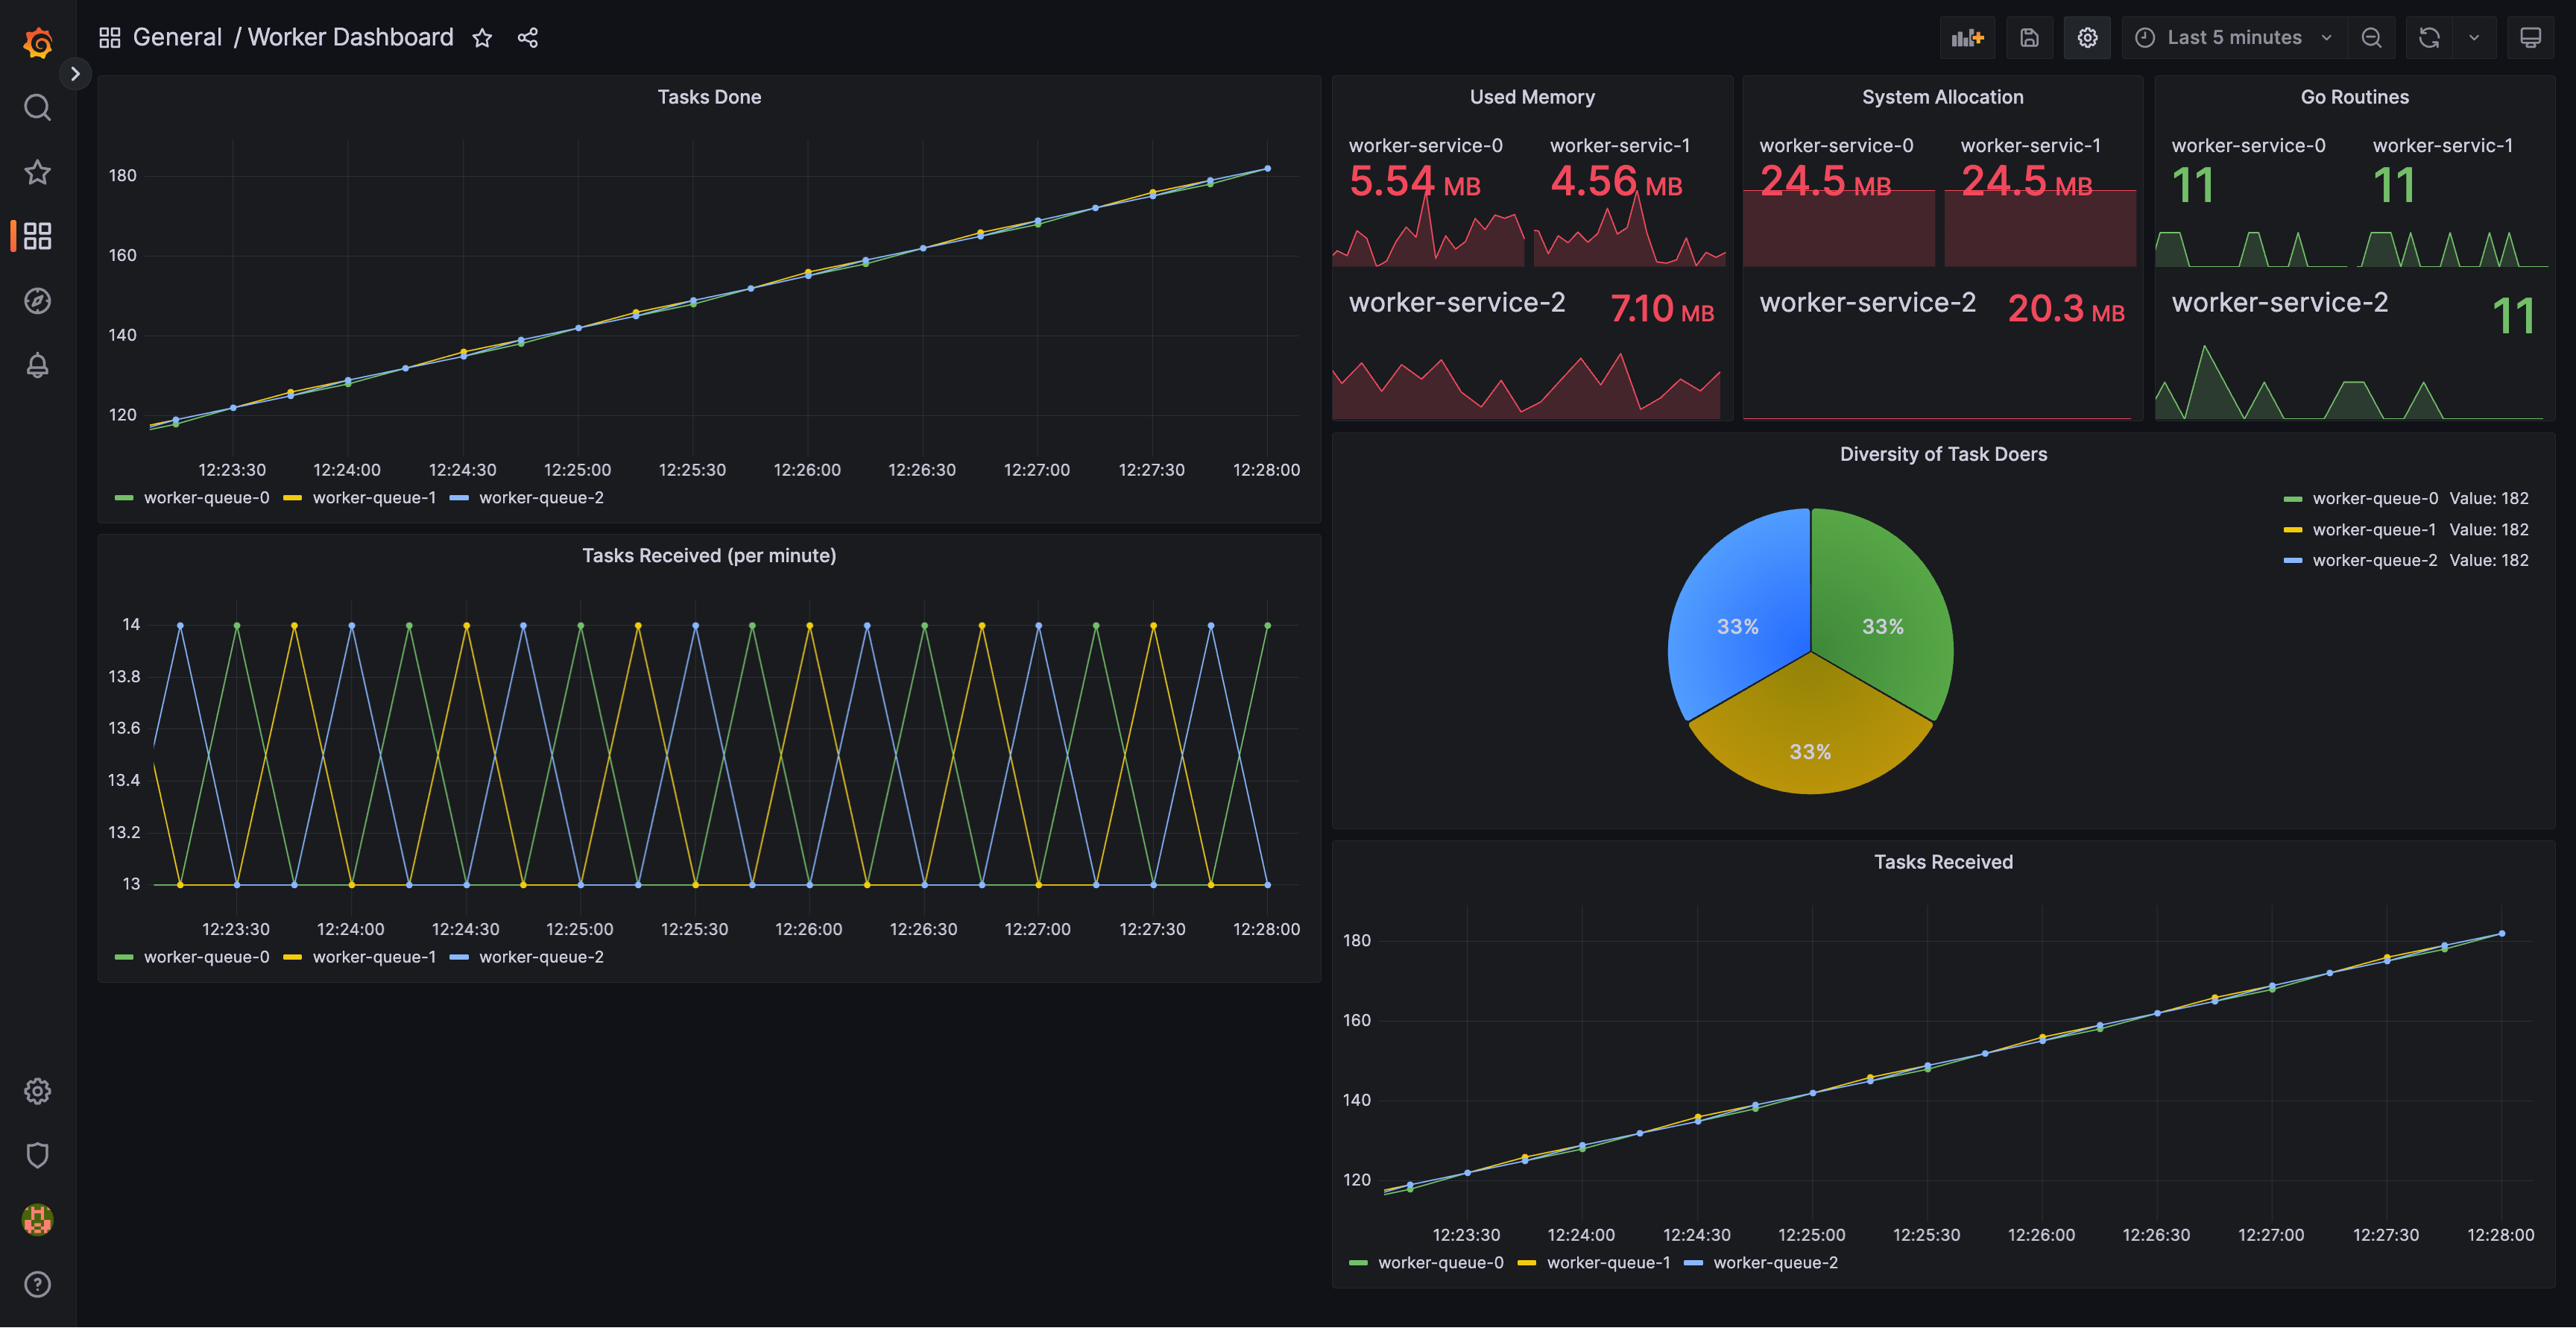 General / Worker Dashboard
Last 5 minutes
Tasks Done
180
160
140
120
12:23:30 12:24:00 12:24:30 12:25:00 12:25:30 12:26:00 12:26:30 12:27:00 12:27:30 12:28:00
worker-queue-0 worker-queue-1 worker-queue-2
Tasks Received (per minute)
14
13.8
13.6
13.4
13.2
13
12:23:30 12:24:00 12:24:30 12:25:00 12:25:30 12:26:00 12:26:30 12:27:00 12:27:30 12:28:00
worker-queue-0 worker-queue-1 worker-queue-2
Used Memory
worker-service-0 worker-servic-1
5.54 MB 4.56 MB
worker-service-2 7.10 MB
System Allocation
worker-service-0 worker-servic-1
24.5 MB 24.5 MB
worker-service-2 20.3 MB
Go Routines
worker-service-0 worker-servic-1
11 11
worker-service-2 11
Diversity of Task Doers
worker-queue-0 Value: 182
worker-queue-1 Value: 182
worker-queue-2 Value: 182
33% 33%
33%
Tasks Received
180
160
140
120
12:23:30 12:24:00 12:24:30 12:25:00 12:25:30 12:26:00 12:26:30 12:27:00 12:27:30 12:28:00
worker-queue-0 worker-queue-1 worker-queue-2